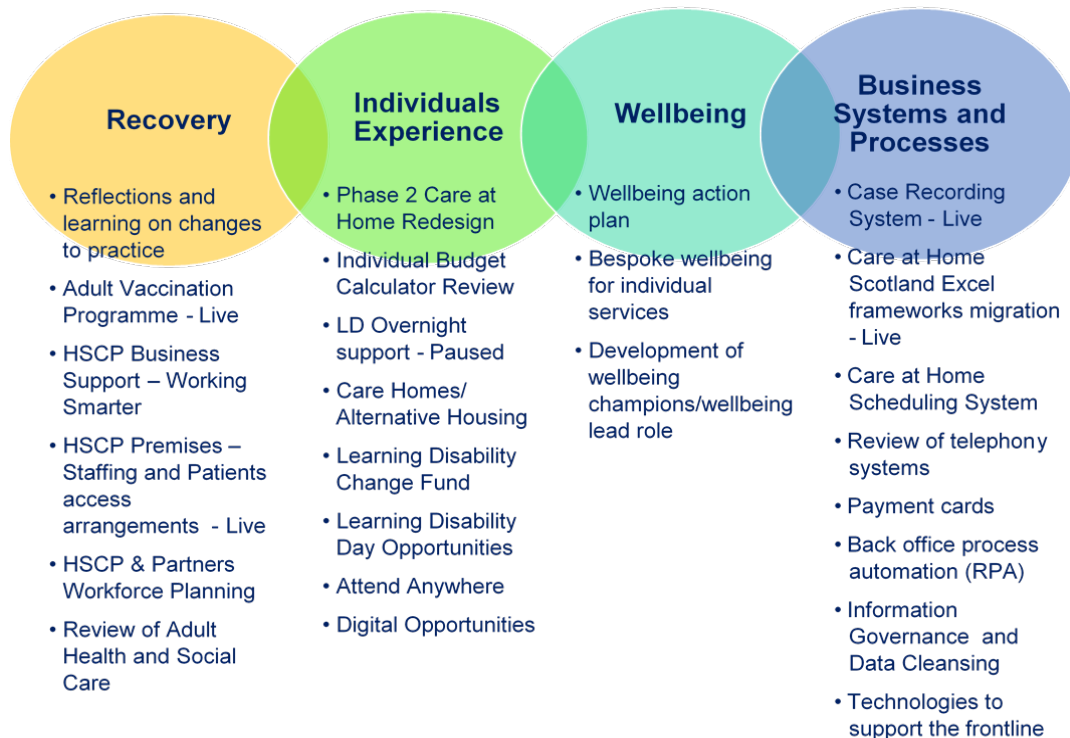 Recovery
• Reflections and
learning on changes
to practice
• Adult Vaccination
Programme - Live
• HSCP Business
Support – Working
Smarter
• HSCP Premises –
Staffing and Patients
access
arrangements - Live
• HSCP & Partners
Workforce Planning
• Review of Adult
Health and Social
Care
Individuals
Experience
• Phase 2 Care at
Home Redesign
• Individual Budget
Calculator Review
• LD Overnight
support - Paused
• Care Homes/
Alternative Housing
• Learning Disability
Change Fund
• Learning Disability
Day Opportunities
• Attend Anywhere
• Digital Opportunities
Wellbeing
• Wellbeing action
plan
• Bespoke wellbeing
for individual
services
• Development of
wellbeing
champions/wellbeing
lead role
Business
Systems and
Processes
• Case Recording
System - Live
• Care at Home
Scotland Excel
frameworks migration
- Live
• Care at Home
Scheduling System
• Review of telephony
systems
• Payment cards
• Back office process
automation (RPA)
• Information
Governance and
Data Cleansing
• Technologies to
support the frontline